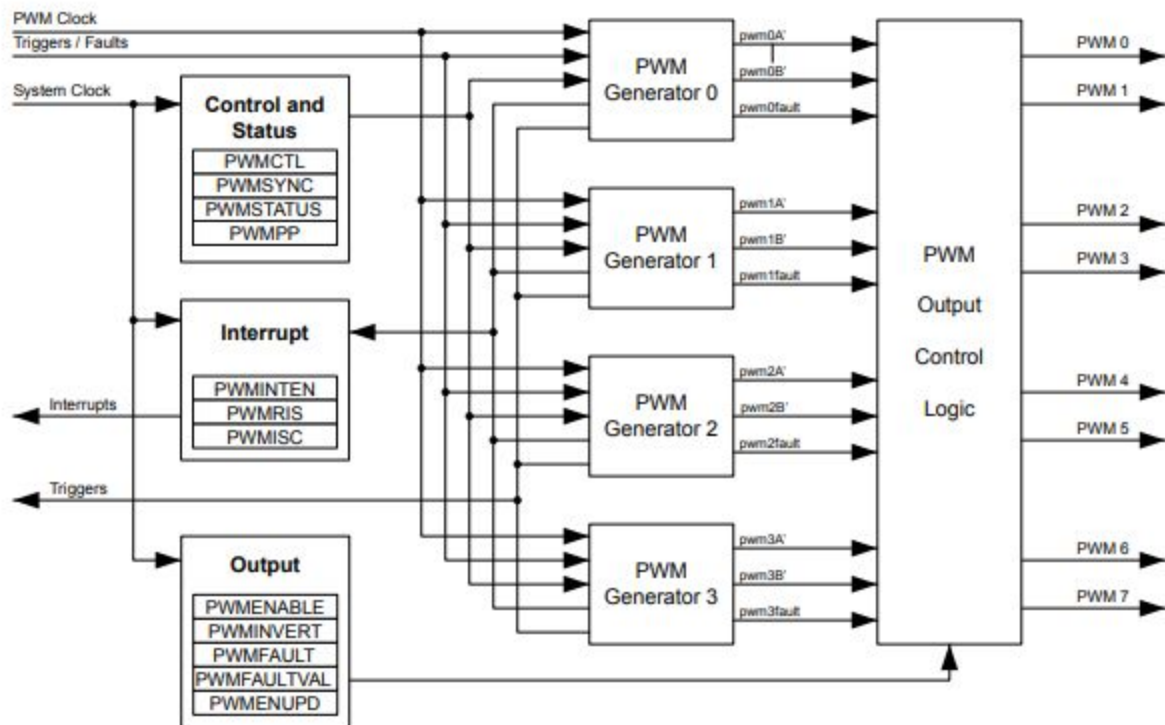 PWM Clock
Triggers / Faults
System Clock
Control and
Status
PWMCTL
PWMSYNC
PWMSTATUS
PWMPP
Interrupt
PWMINTEN
PWMRIS
PWMISC
Interrupts
Triggers
Output
PWMENABLE
PWMINVERT
PWMFAULT
PWMFAULTVAL
PWMENUPD
PWM
Generator 0
pwm0A'
pwm0B'
pwm0fault
PWM
Generator 1
pwm1A'
pwm1B'
pwm1fault
PWM
Generator 2
pwm2A'
pwm2B'
pwm2fault
PWM
Generator 3
pwm3A'
pwm3B'
pwm3fault
PWM
Output
Control
Logic
PWM 0
PWM 1
PWM 2
PWM 3
PWM 4
PWM 5
PWM 6
PWM 7